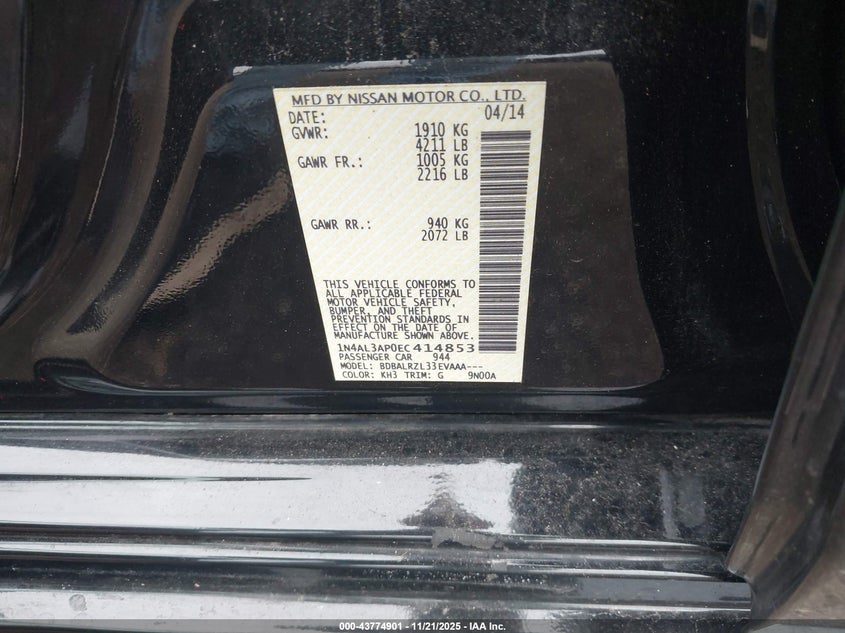 MFD BY NISSAN MOTOR CO., LTD.
DATE: 04/14
GVWR: 1910 KG
4211 LB
GAWR FR.: 1005 KG
2216 LB
GAWR RR.: 940 KG
2072 LB
THIS VEHICLE CONFORMS TO
ALL APPLICABLE FEDERAL
MOTOR VEHICLE SAFETY,
BUMPER, AND THEFT
PREVENTION STANDARDS IN
EFFECT ON THE DATE OF
MANUFACTURE SHOWN ABOVE.
1N4AL3AP0EC414853
PASSENGER CAR 944
MODEL: BDBALRZL33EVAAA---
COLOR: KH3 TRIM: G 9N00A
000-43774901 - 11/21/2025 - IAA Inc.